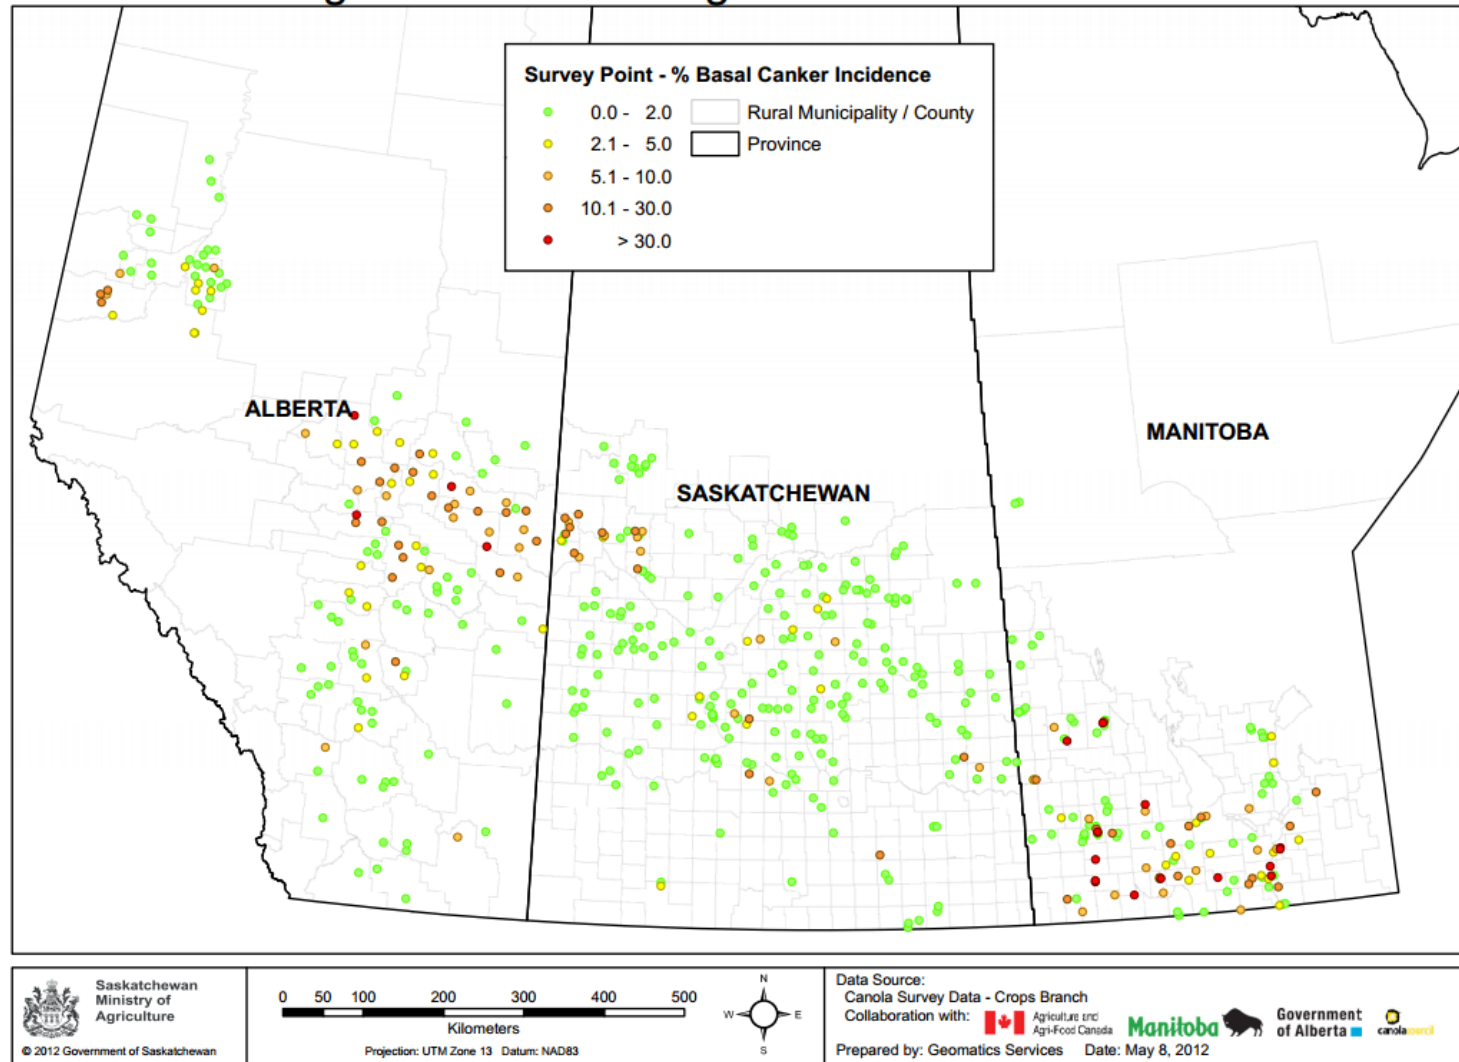 Survey Point - % Basal Canker Incidence
0.0 - 2.0 Rural Municipality / County
2.1 - 5.0 Province
5.1 - 10.0
10.1 - 30.0
> 30.0
ALBERTA
MANITOBA
SASKATCHEWAN
Saskatchewan
Ministry of
Agriculture
© 2012 Government of Saskatchewan
0 50 100 200 300 400 500
Kilometers
Projection: UTM Zone 13 Datum: NAD83
N
W E
S
Data Source:
Canola Survey Data - Crops Branch
Collaboration with:
Agriculture and
Agri-Food Canada
Manitoba
Government
of Alberta
canolacouncil
Prepared by: Geomatics Services Date: May 8, 2012